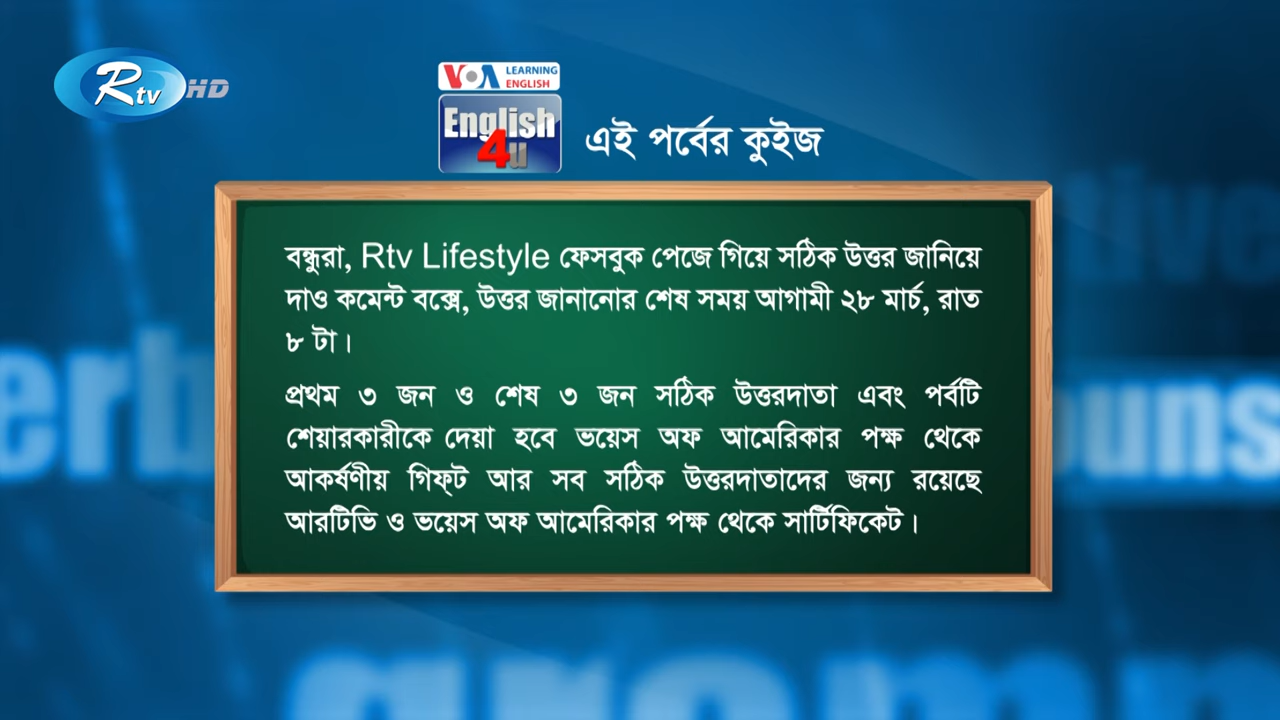 Rtv HD
VOA LEARNING ENGLISH
English 4u
এই পর্বের কুইজ
বন্ধুরা, Rtv Lifestyle ফেসবুক পেজে গিয়ে সঠিক উত্তর জানিয়ে
দাও কমেন্ট বক্সে, উত্তর জানানোর শেষ সময় আগামী ২৮ মার্চ, রাত
৮ টা।
প্রথম ৩ জন ও শেষ ৩ জন সঠিক উত্তরদাতা এবং পর্বটি
শেয়ারকারীকে দেয়া হবে ভয়েস অফ আমেরিকার পক্ষ থেকে
আকর্ষণীয় গিফ্‌ট আর সব সঠিক উত্তরদাতাদের জন্য রয়েছে
আরটিভি ও ভয়েস অফ আমেরিকার পক্ষ থেকে সার্টিফিকেট।